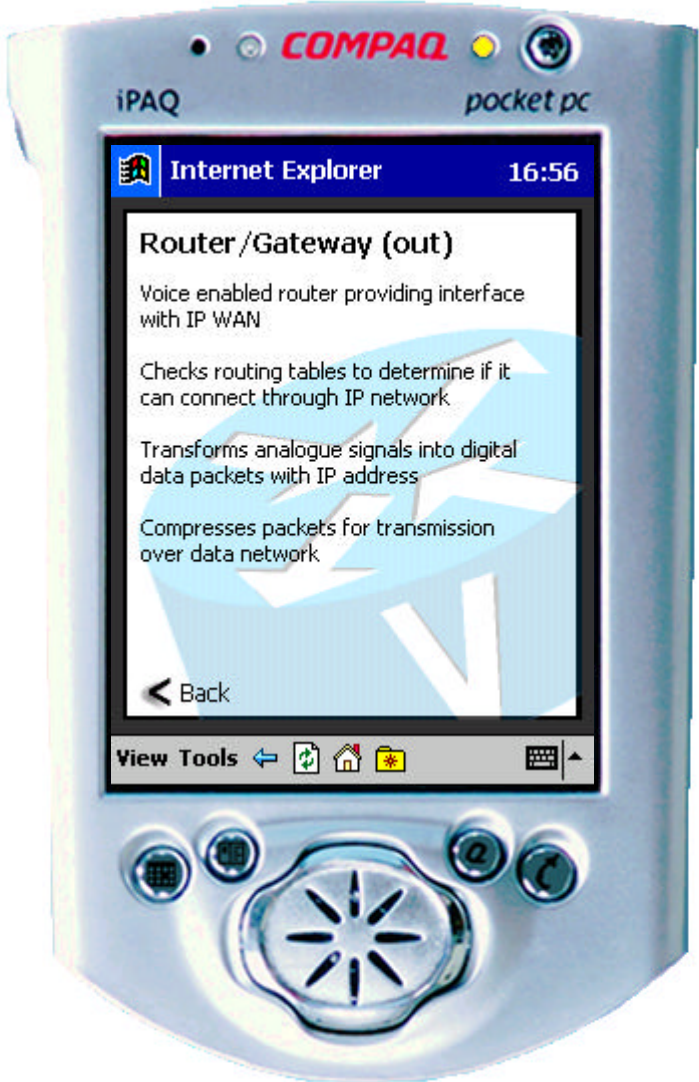 COMPAQ
iPAQ pocket pc
Internet Explorer 16:56
Router/Gateway (out)
Voice enabled router providing interface
with IP WAN
Checks routing tables to determine if it
can connect through IP network
Transforms analogue signals into digital
data packets with IP address
Compresses packets for transmission
over data network
< Back
View Tools